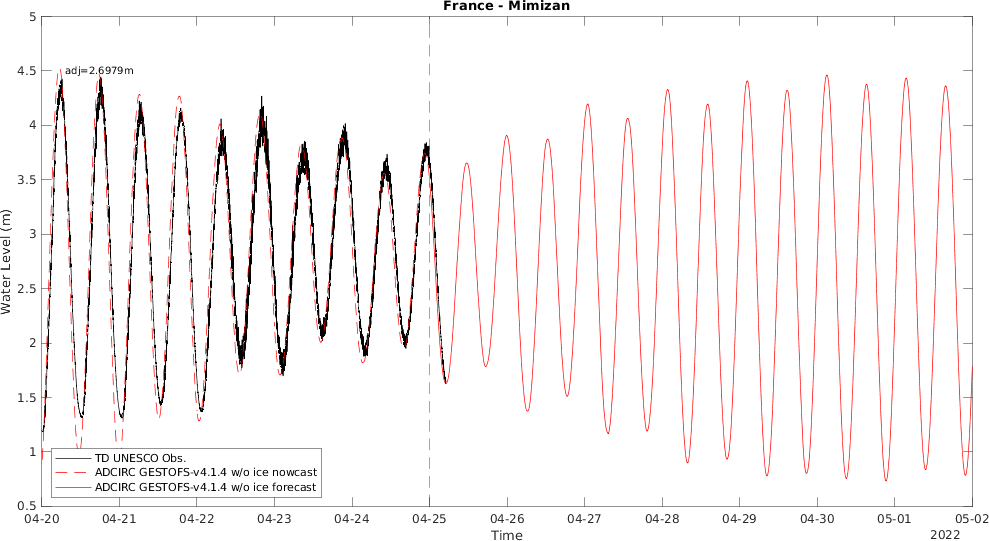 France - Mimizan
adj=2.6979m
Water Level (m)
5
4.5
4
3.5
3
2.5
2
1.5
1
0.5
TD UNESCO Obs.
ADCIRC GESTOFS-v4.1.4 w/o ice nowcast
ADCIRC GESTOFS-v4.1.4 w/o ice forecast
04-20 04-21 04-22 04-23 04-24 04-25 04-26 04-27 04-28 04-29 04-30 05-01 05-02
Time
2022